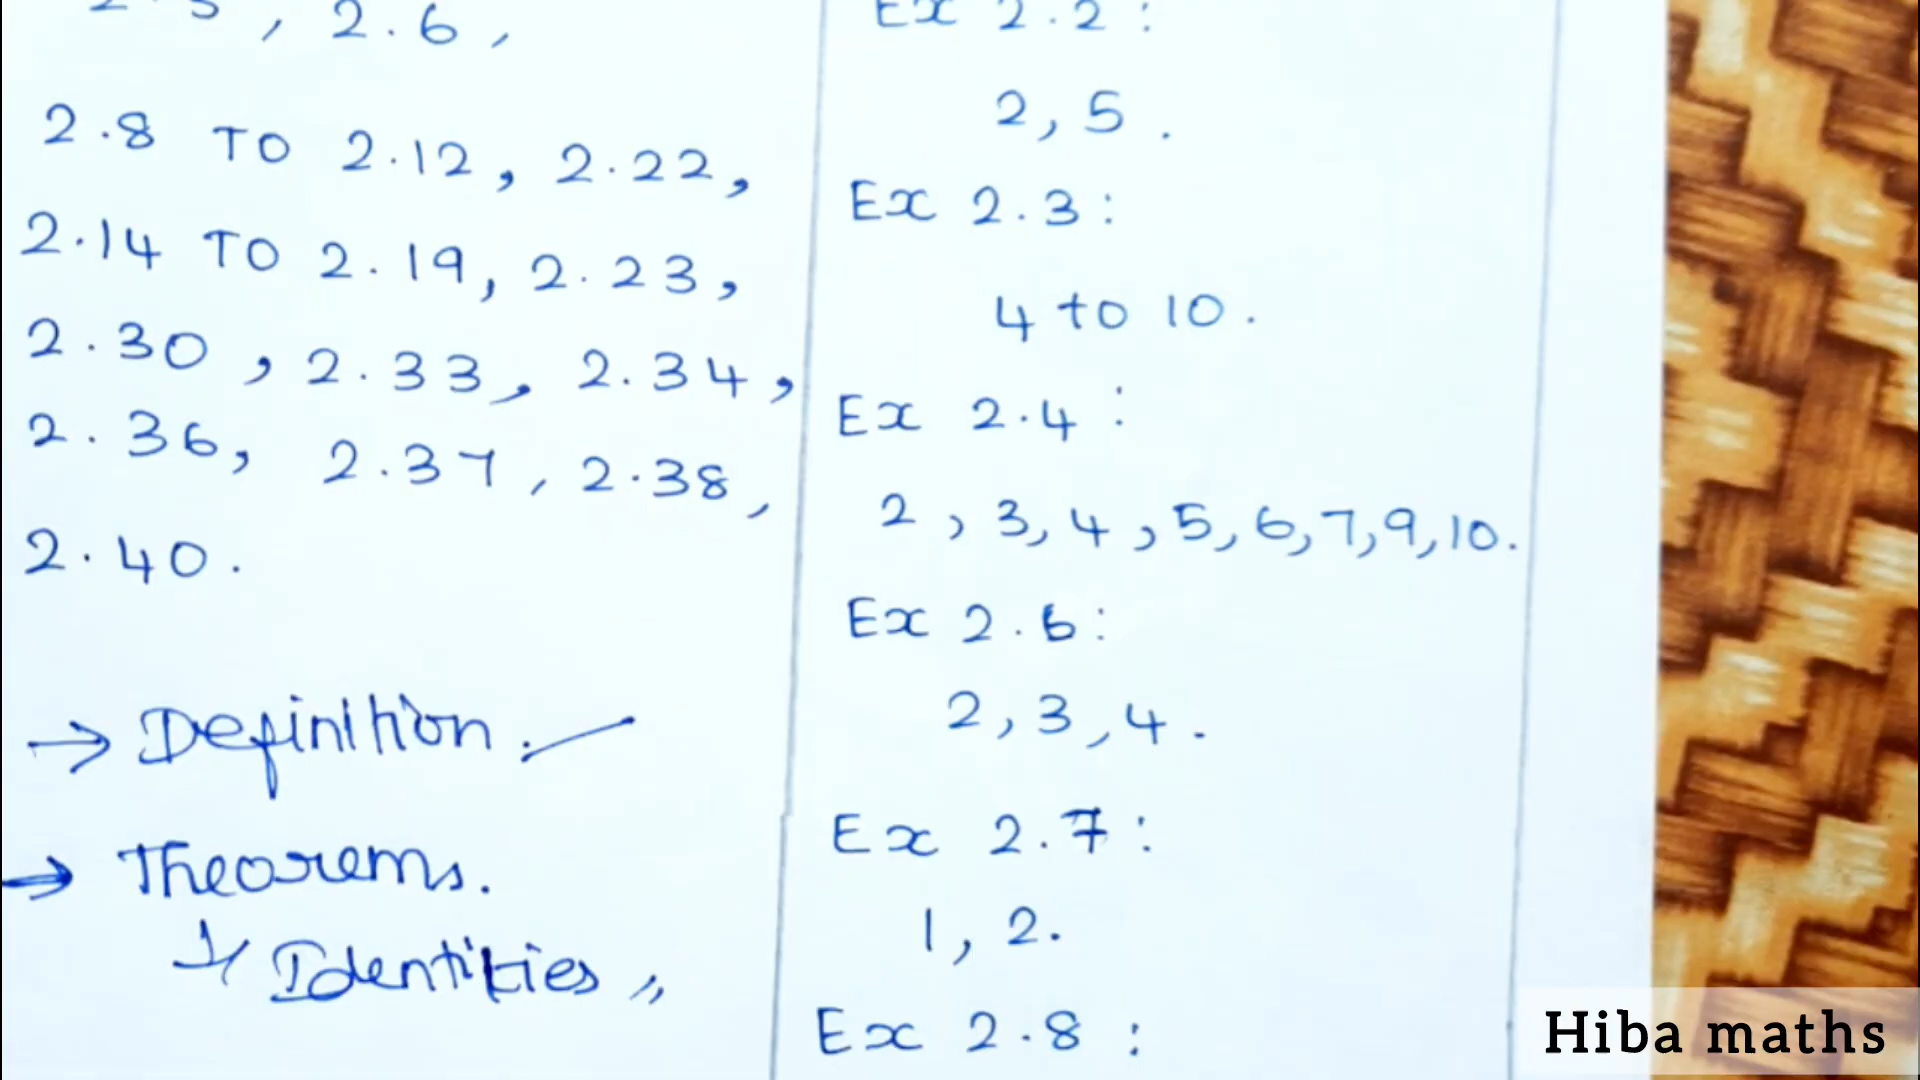 2.6,
2.8 TO 2.12, 2.22,
2.14 TO 2.19, 2.23,
2.30, 2.33, 2.34,
2.36, 2.37, 2.38,
2.40.
→ Definition.
→ Theorems.
Identities
Ex 2.2:
2, 5.
Ex 2.3:
4 to 10.
Ex 2.4:
2, 3, 4, 5, 6, 7, 9, 10.
Ex 2.6:
2, 3, 4.
Ex 2.7:
1, 2.
Ex 2.8:
Hiba maths